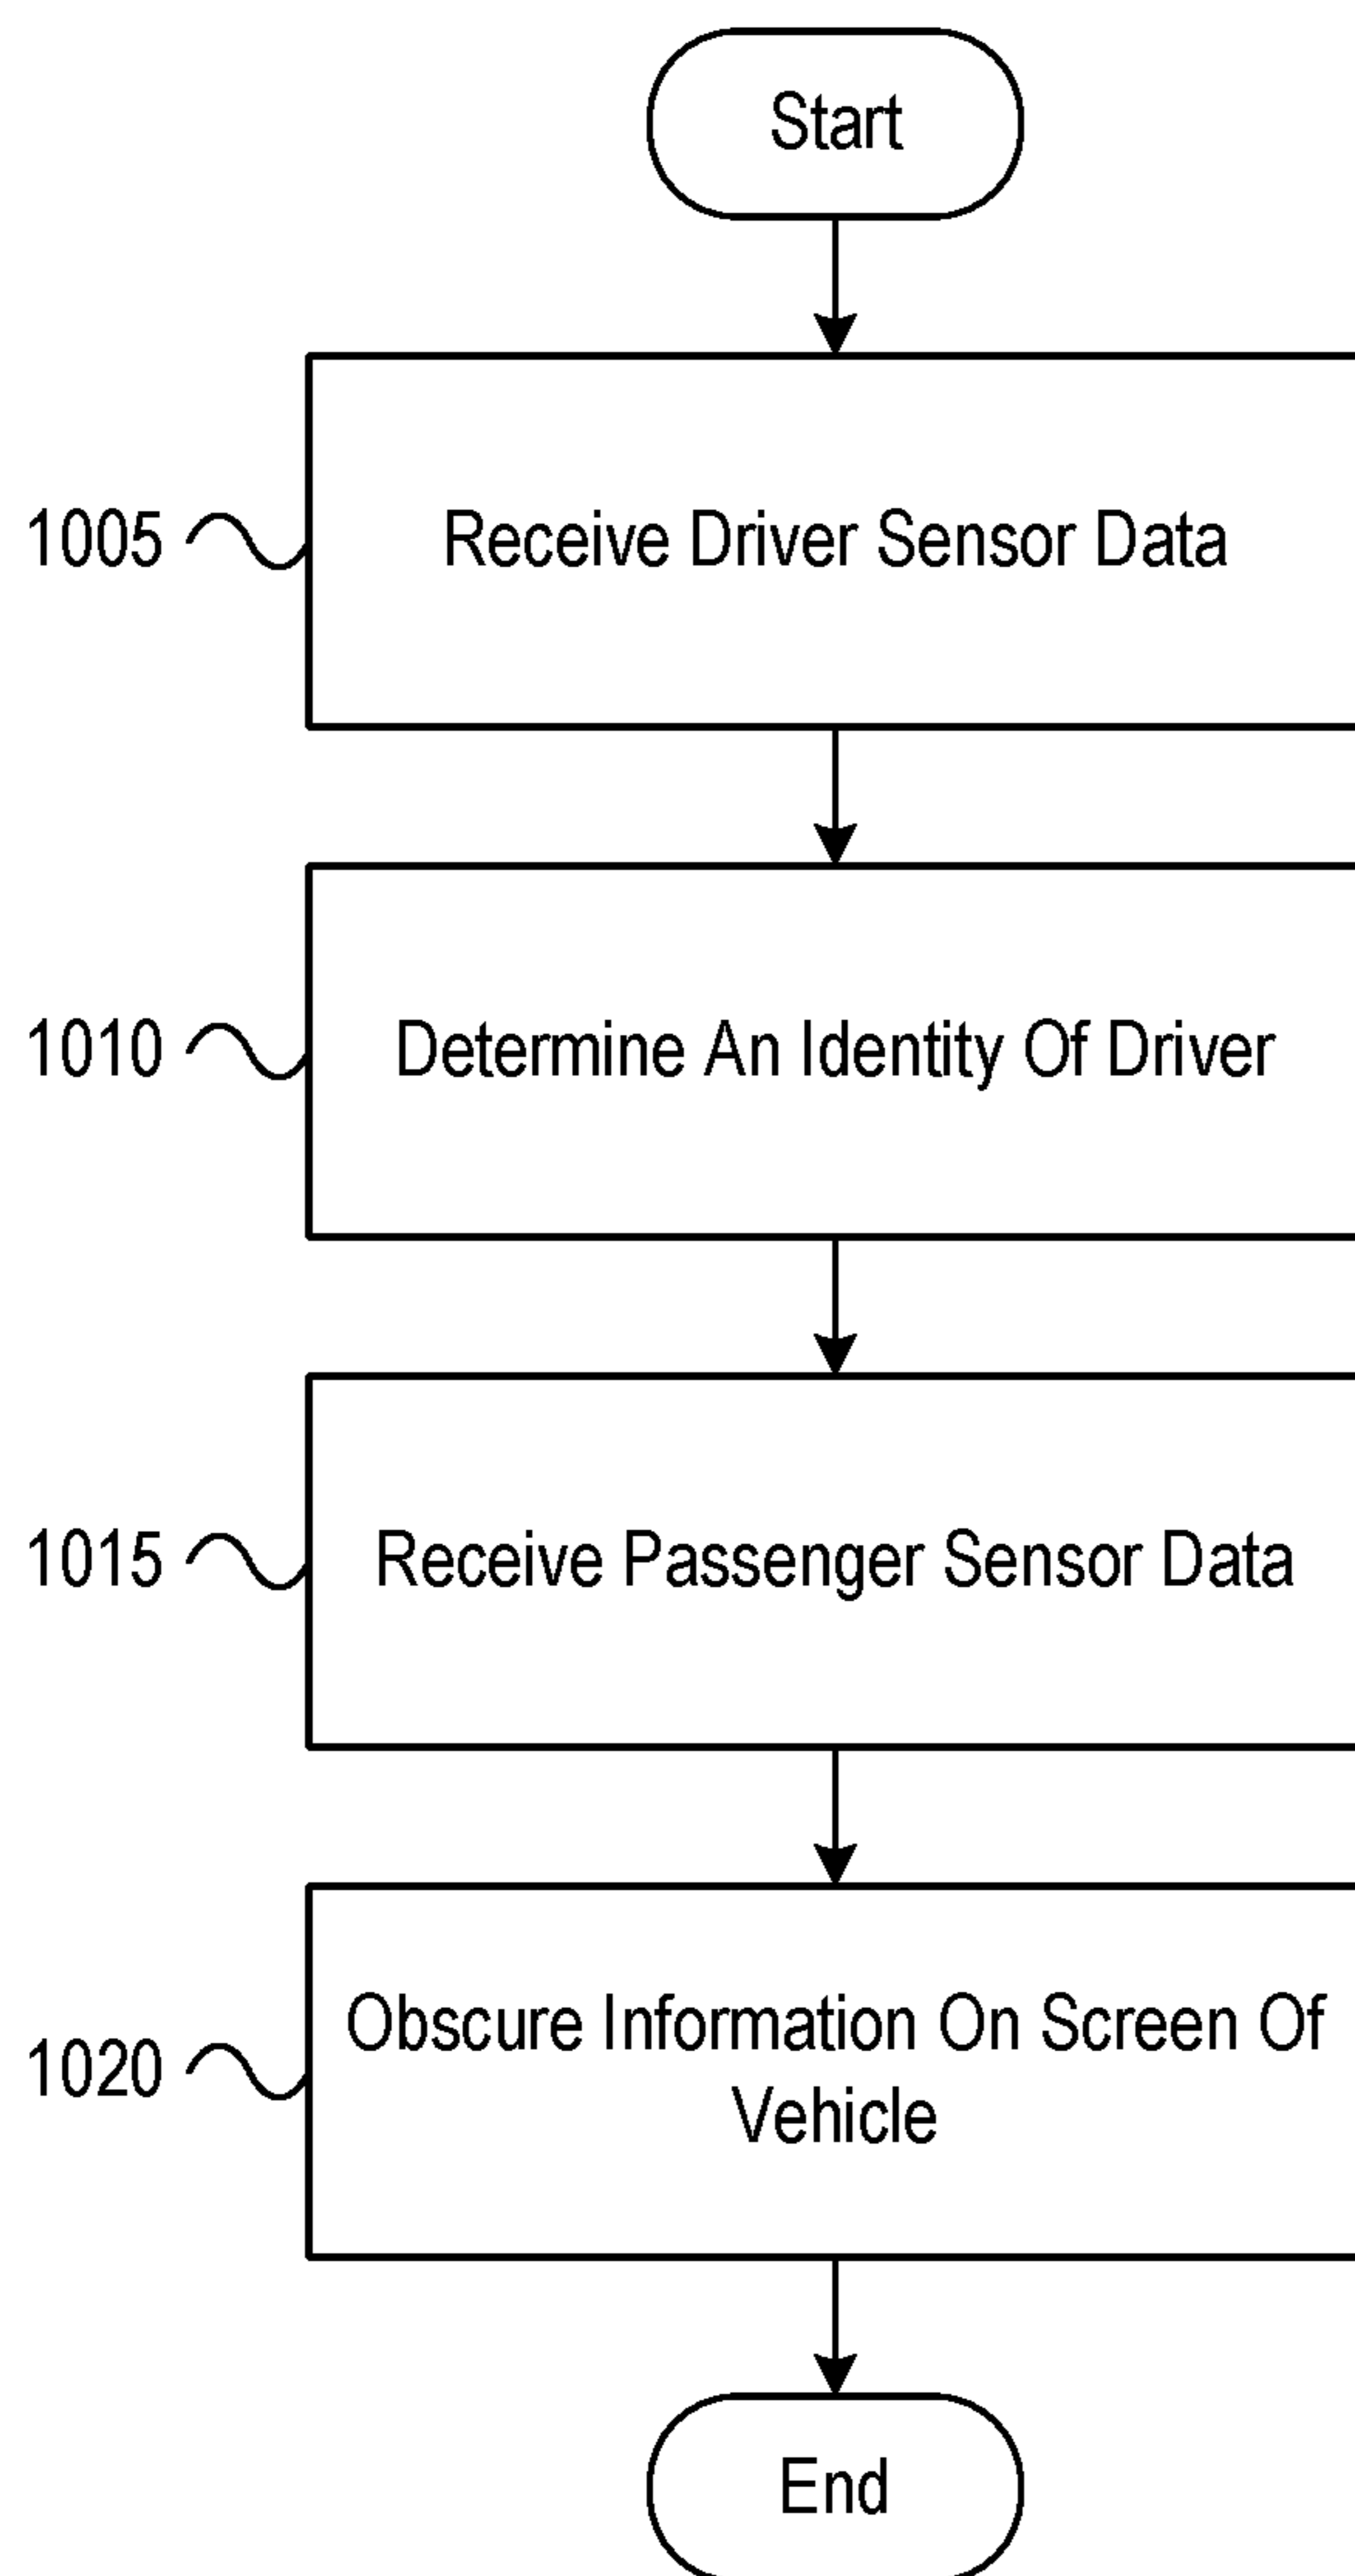 Start
1005
Receive Driver Sensor Data
1010
Determine An Identity Of Driver
1015
Receive Passenger Sensor Data
1020
Obscure Information On Screen Of
Vehicle
End